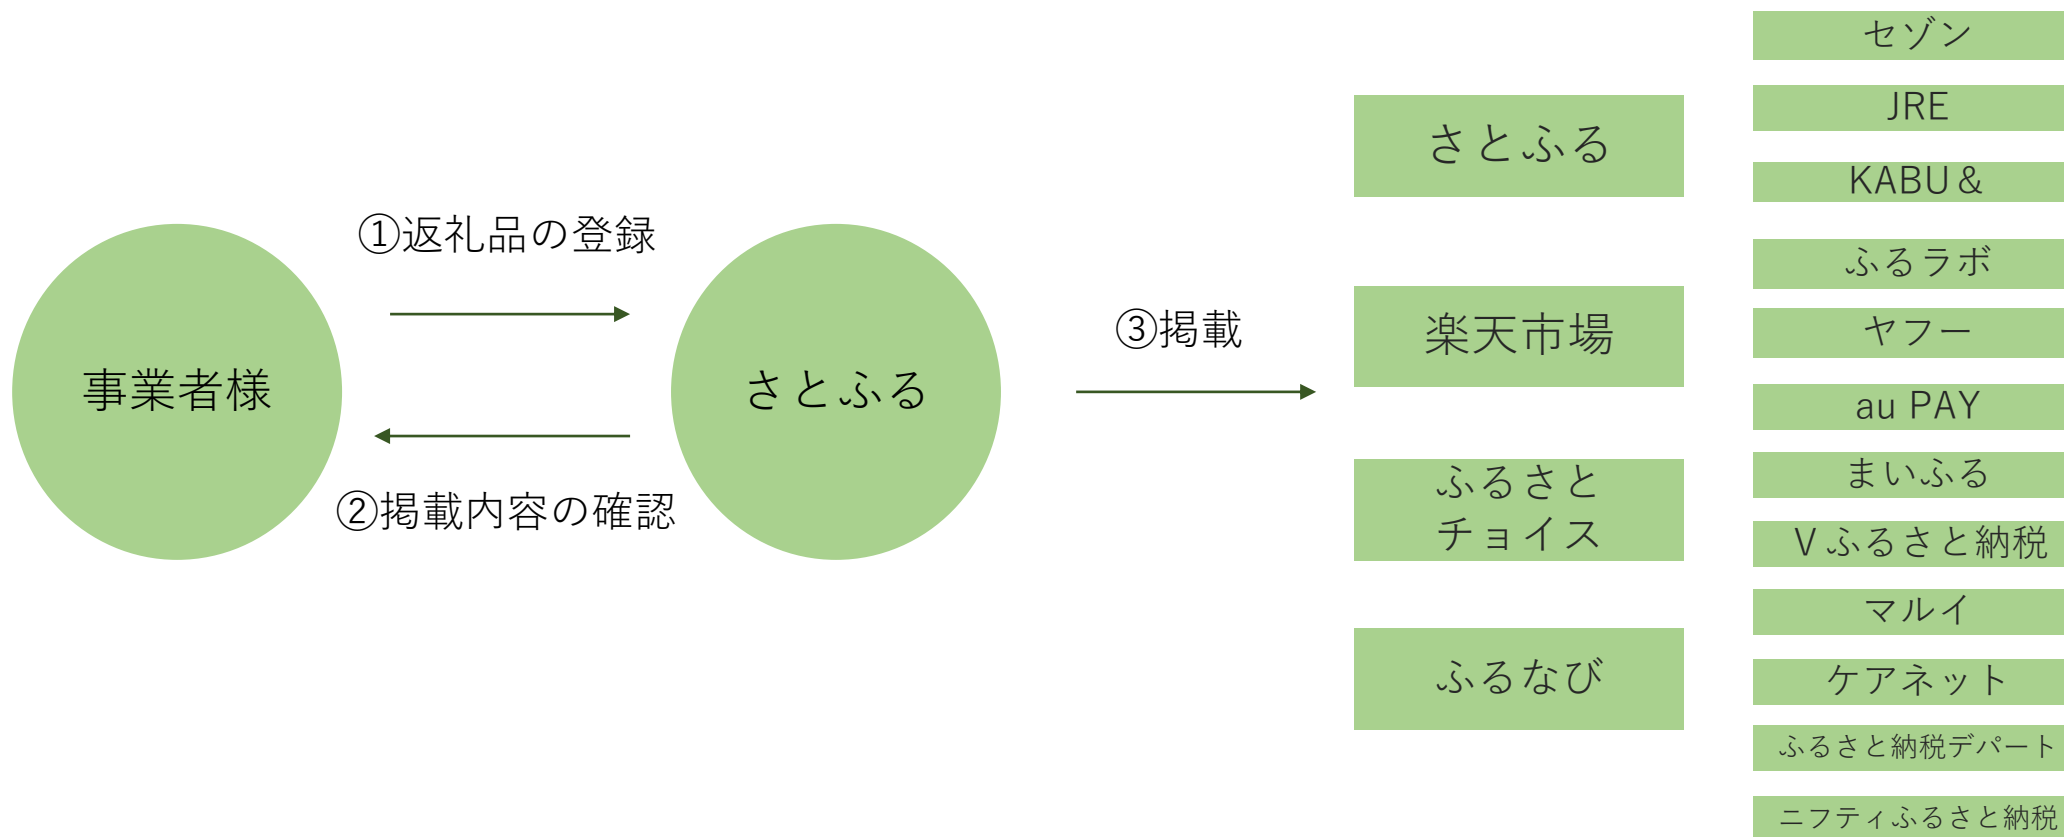 事業者様
①返礼品の登録
②掲載内容の確認
さとふる
③掲載
さとふる
楽天市場
ふるさと
チョイス
ふるなび
セゾン
JRE
KABU＆
ふるラボ
ヤフー
au PAY
まいふる
Vふるさと納税
マルイ
ケアネット
ふるさと納税デパート
ニフティふるさと納税